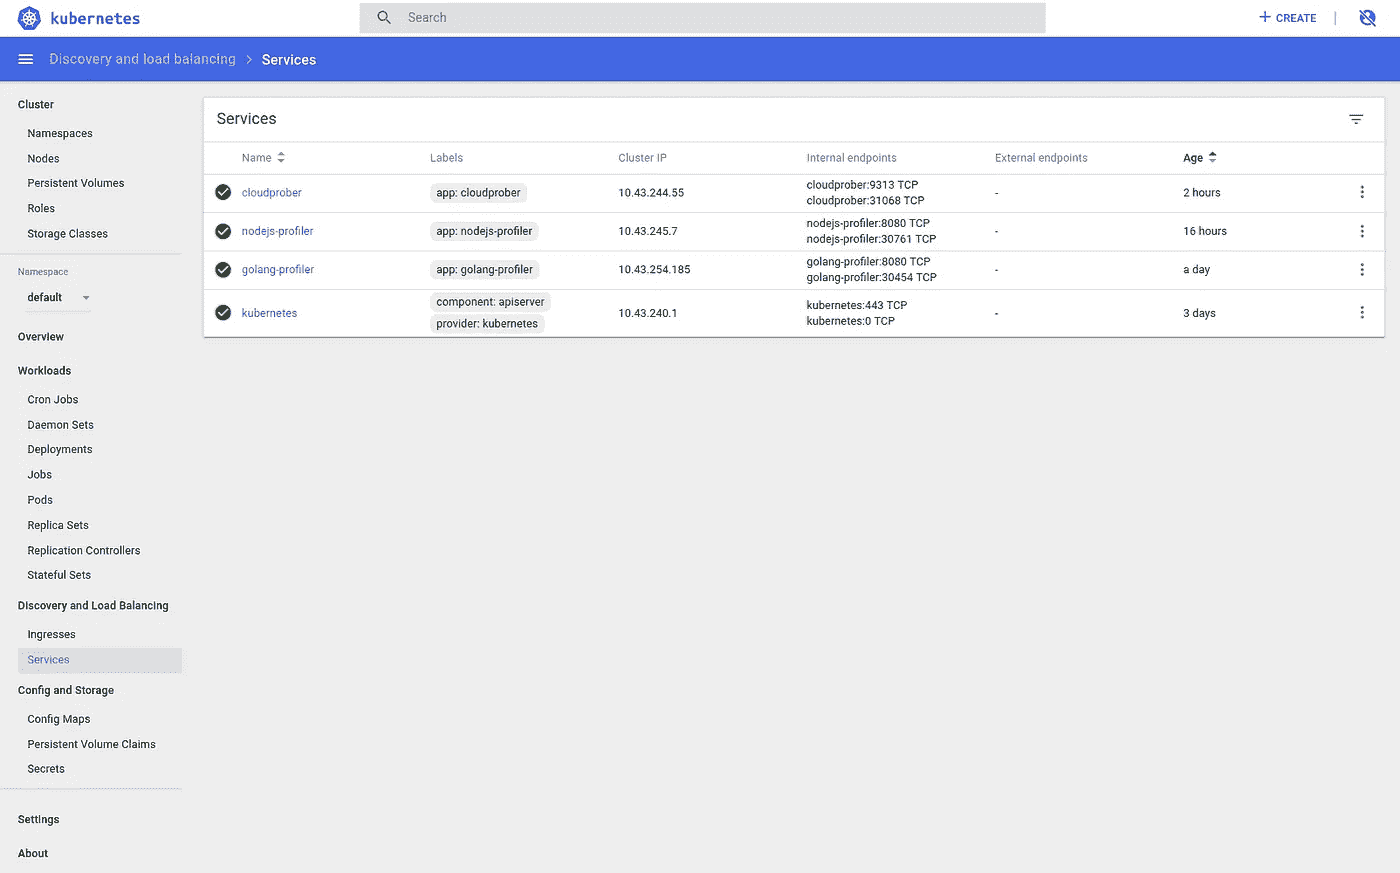 kubernetes
Search
+ CREATE |
Discovery and load balancing > Services
Cluster
Namespaces
Nodes
Persistent Volumes
Roles
Storage Classes
Namespace
default
Overview
Workloads
Cron Jobs
Daemon Sets
Deployments
Jobs
Pods
Replica Sets
Replication Controllers
Stateful Sets
Discovery and Load Balancing
Ingresses
Services
Config and Storage
Config Maps
Persistent Volume Claims
Secrets
Settings
About
Services
Name Labels Cluster IP Internal endpoints External endpoints Age
cloudprober app: cloudprober 10.43.244.55 cloudprober:9313 TCP - 2 hours
cloudprober:31068 TCP
nodejs-profiler app: nodejs-profiler 10.43.245.7 nodejs-profiler:8080 TCP - 16 hours
nodejs-profiler:30761 TCP
golang-profiler app: golang-profiler 10.43.254.185 golang-profiler:8080 TCP - a day
golang-profiler:30454 TCP
kubernetes component: apiserver 10.43.240.1 kubernetes:443 TCP - 3 days
provider: kubernetes kubernetes:0 TCP